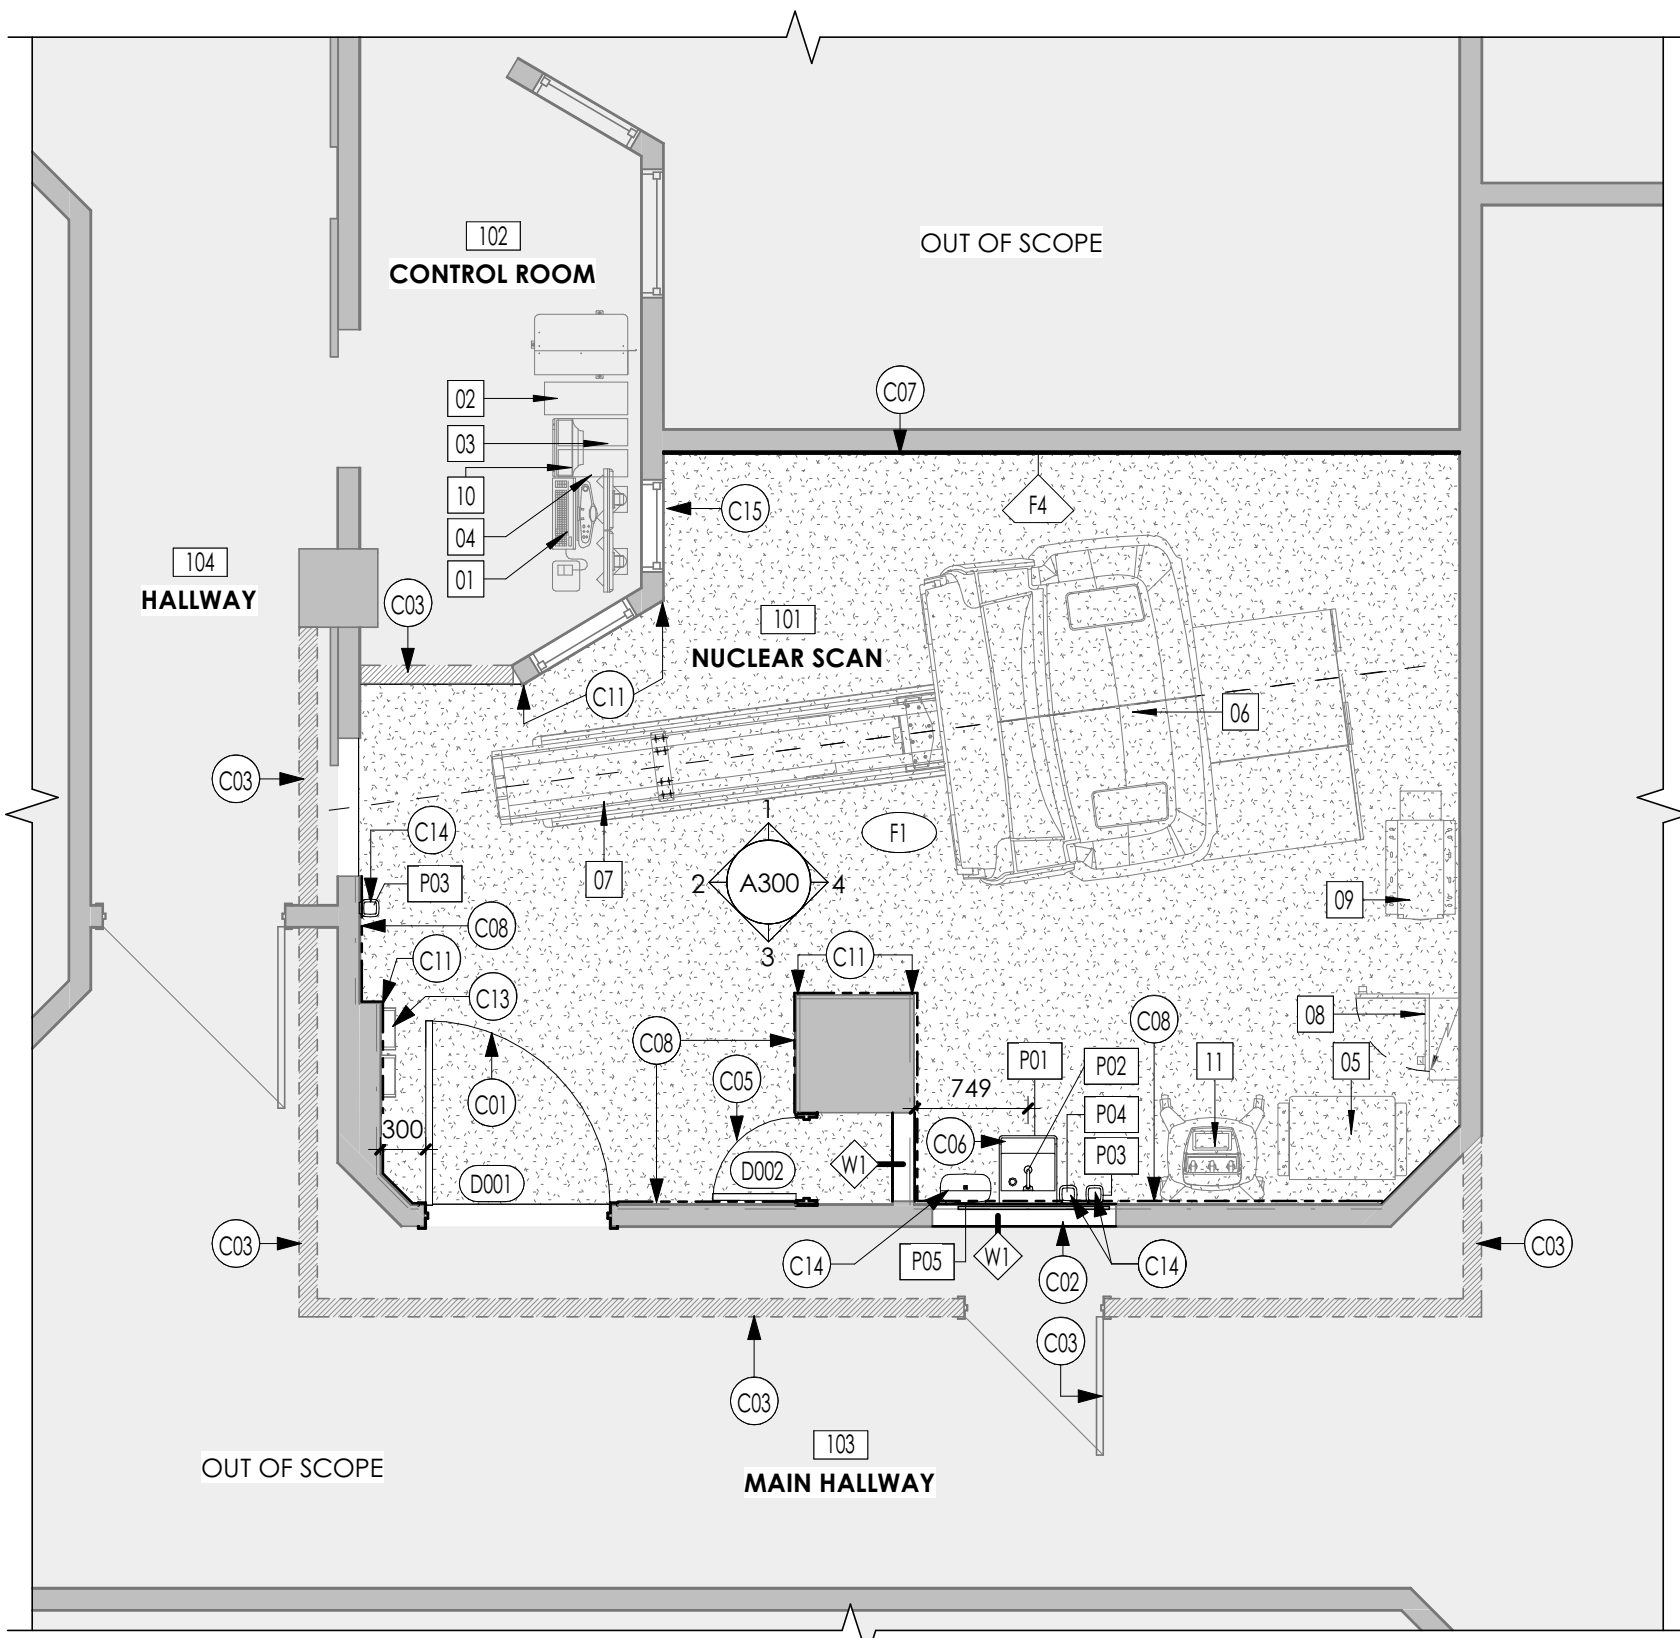 102
CONTROL ROOM
OUT OF SCOPE
02
C07
03
10
F4
C15
04
104
HALLWAY
01
C03
101
NUCLEAR SCAN
C11
06
C03
C14
1
F1
P03
07
2
A300
4
09
C08
3
C11
C11
C13
08
C08
C08
P01
P02
11
05
C05
C01
749
P04
300
C06
P03
D001
D002
W1
C03
C14
P05
W1
C02
C14
C03
C03
C03
103
MAIN HALLWAY
OUT OF SCOPE